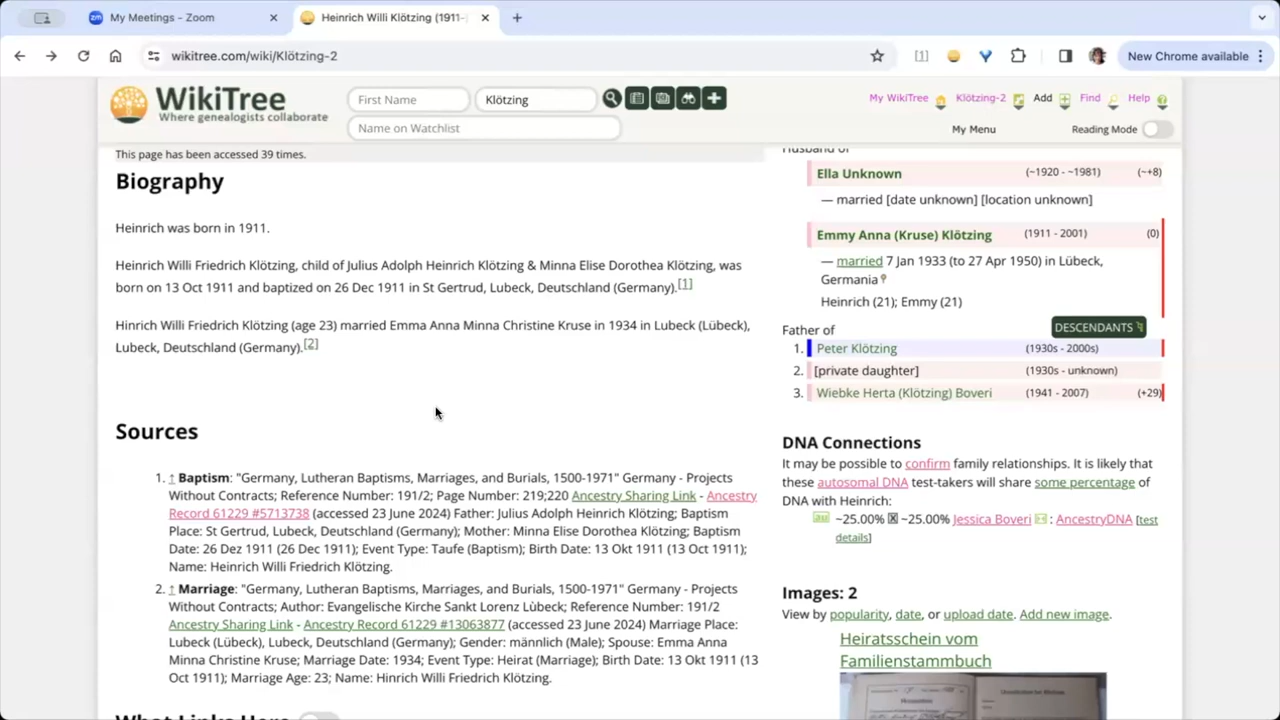 My Meetings - Zoom
Heinrich Willi Klötzing (1911-
wikitree.com/wiki/Klötzing-2
New Chrome available
WikiTree
Where genealogists collaborate
First Name
Klötzing
Name on Watchlist
My WikiTree
Klötzing-2
Add
Find
Help
My Menu
Reading Mode
This page has been accessed 39 times.
Biography
Heinrich was born in 1911.
Heinrich Willi Friedrich Klötzing, child of Julius Adolph Heinrich Klötzing & Minna Elise Dorothea Klötzing, was
born on 13 Oct 1911 and baptized on 26 Dec 1911 in St Gertrud, Lubeck, Deutschland (Germany).[1]
Hinrich Willi Friedrich Klötzing (age 23) married Emma Anna Minna Christine Kruse in 1934 in Lubeck (Lübeck),
Lubeck, Deutschland (Germany).[2]
Sources
1. ↑ Baptism: "Germany, Lutheran Baptisms, Marriages, and Burials, 1500-1971" Germany - Projects
Without Contracts; Reference Number: 191/2; Page Number: 219;220 Ancestry Sharing Link - Ancestry
Record 61229 #5713738 (accessed 23 June 2024) Father: Julius Adolph Heinrich Klötzing; Baptism
Place: St Gertrud, Lubeck, Deutschland (Germany); Mother: Minna Elise Dorothea Klötzing; Baptism
Date: 26 Dez 1911 (26 Dec 1911); Event Type: Taufe (Baptism); Birth Date: 13 Okt 1911 (13 Oct 1911);
Name: Heinrich Willi Friedrich Klötzing.
2. ↑ Marriage: "Germany, Lutheran Baptisms, Marriages, and Burials, 1500-1971" Germany - Projects
Without Contracts; Author: Evangelische Kirche Sankt Lorenz Lùbeck; Reference Number: 191/2
Ancestry Sharing Link - Ancestry Record 61229 #13063877 (accessed 23 June 2024) Marriage Place:
Lubeck (Lübeck), Lubeck, Deutschland (Germany); Gender: männlich (Male); Spouse: Emma Anna
Minna Christine Kruse; Marriage Date: 1934; Event Type: Heirat (Marriage); Birth Date: 13 Okt 1911 (13
Oct 1911); Marriage Age: 23; Name: Hinrich Willi Friedrich Klötzing.
What Links Here
Husband of
Ella Unknown (~1920 - ~1981) (~+8)
— married [date unknown] [location unknown]
Emmy Anna (Kruse) Klötzing (1911 - 2001) (0)
— married 7 Jan 1933 (to 27 Apr 1950) in Lübeck,
Germania
Heinrich (21); Emmy (21)
DESCENDANTS
Father of
1. Peter Klötzing (1930s - 2000s)
2. [private daughter] (1930s - unknown)
3. Wiebke Herta (Klötzing) Boveri (1941 - 2007) (+29)
DNA Connections
It may be possible to confirm family relationships. It is likely that
these autosomal DNA test-takers will share some percentage of
DNA with Heinrich:
au ~25.00% ~25.00% Jessica Boveri : AncestryDNA [test
details]
Images: 2
View by popularity, date, or upload date. Add new image.
Heiratsschein vom
Familienstammbuch